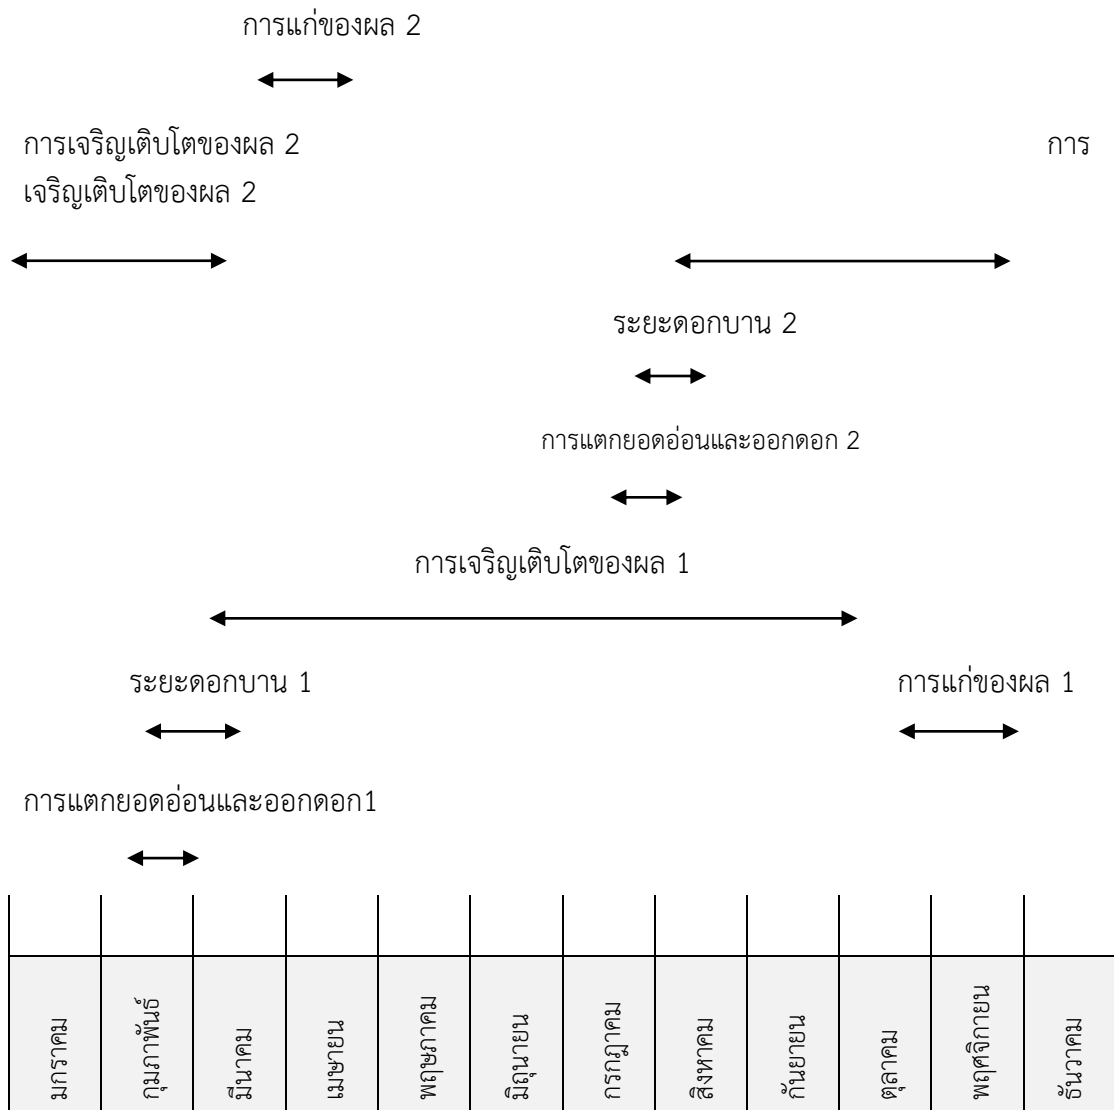 การแก่ของผล 2
การเจริญเติบโตของผล 2 การ
เจริญเติบโตของผล 2
ระยะดอกบาน 2
การแตกยอดอ่อนและออกดอก 2
การเจริญเติบโตของผล 1
ระยะดอกบาน 1 การแก่ของผล 1
การแตกยอดอ่อนและออกดอก1
มกราคม
กุมภาพันธ์
มีนาคม
เมษายน
พฤษภาคม
มิถุนายน
กรกฎาคม
สิงหาคม
กันยายน
ตุลาคม
พฤศจิกายน
ธันวาคม